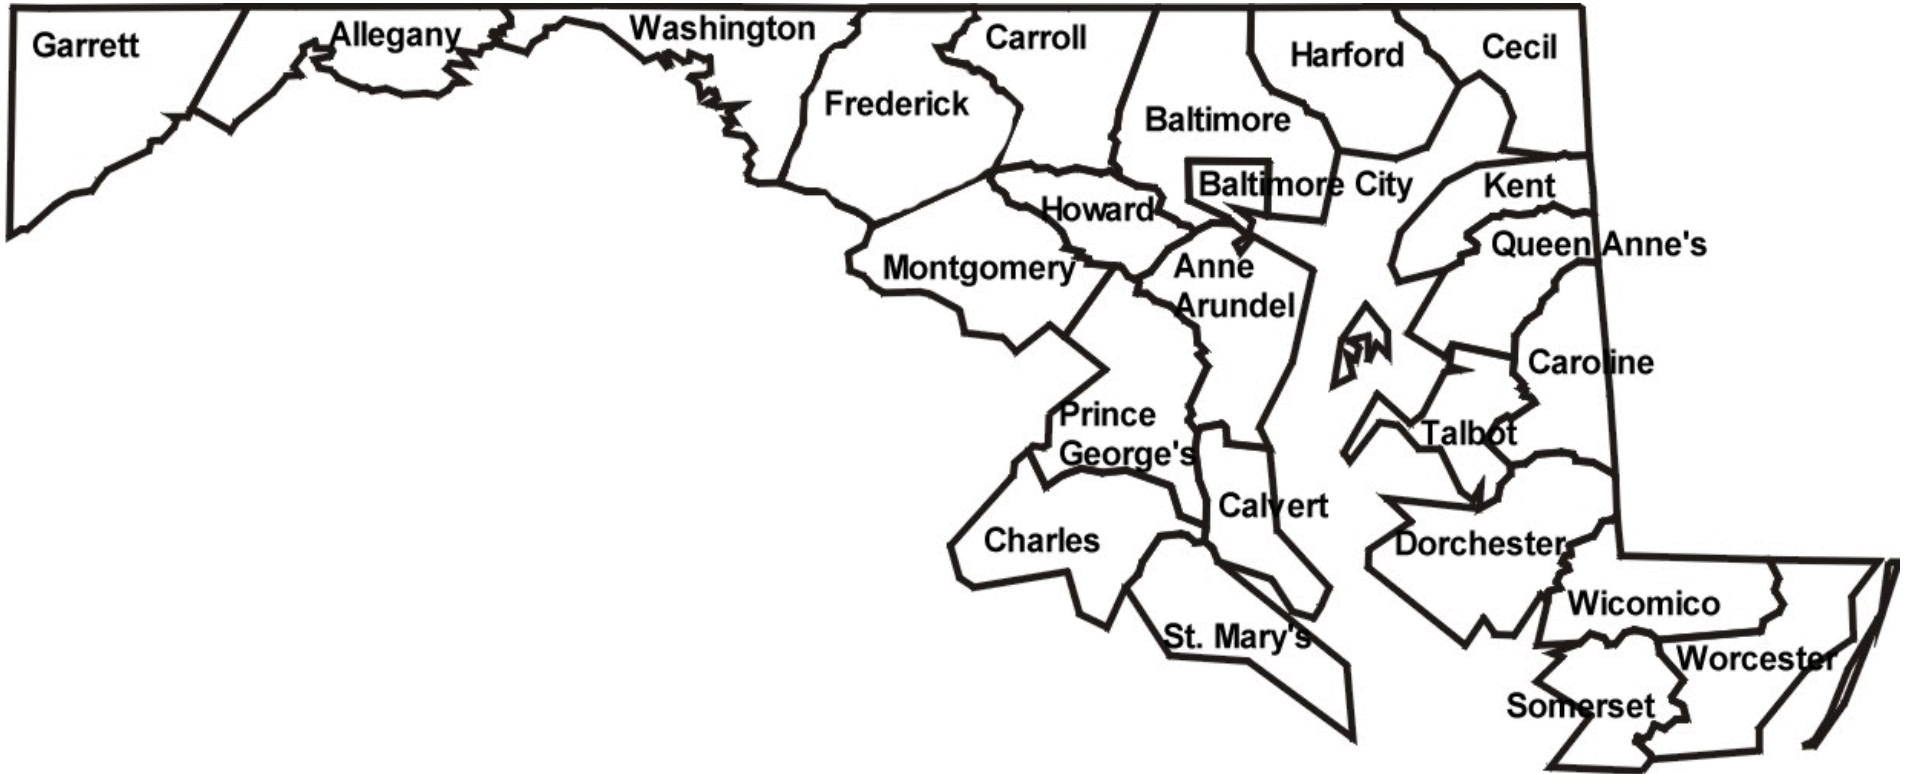 Garrett
Allegany
Washington
Frederick
Carroll
Baltimore
Harford
Cecil
Baltimore City
Howard
Montgomery
Anne
Arundel
Kent
Queen Anne's
Caroline
Talbot
Prince
George's
Calvert
Charles
St. Mary's
Dorchester
Wicomico
Worcester
Somerset